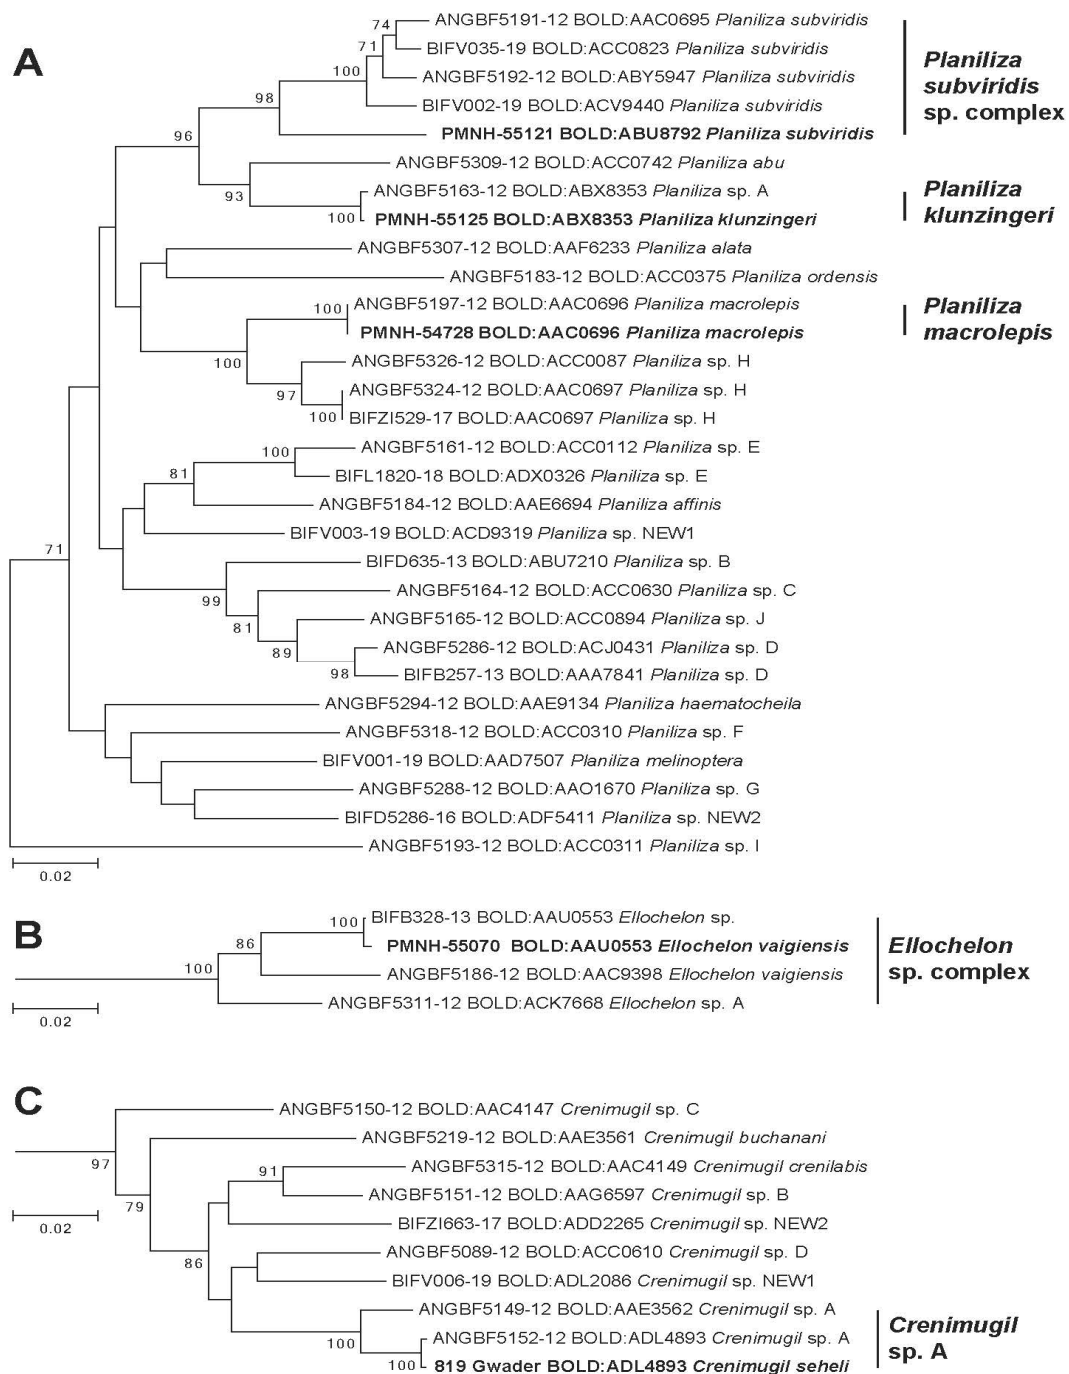 A
74
ANGBF5191-12 BOLD:AAC0695 Planiliza subviridis
71
BIFV035-19 BOLD:ACC0823 Planiliza subviridis
100
ANGBF5192-12 BOLD:ABY5947 Planiliza subviridis
98
BIFV002-19 BOLD:ACV9440 Planiliza subviridis
96
PMNH-55121 BOLD:ABU8792 Planiliza subviridis
Planiliza
subviridis
sp. complex
ANGBF5309-12 BOLD:ACC0742 Planiliza abu
93
ANGBF5163-12 BOLD:ABX8353 Planiliza sp. A
100
PMNH-55125 BOLD:ABX8353 Planiliza klunzingeri
Planiliza
klunzingeri
ANGBF5307-12 BOLD:AAF6233 Planiliza alata
ANGBF5183-12 BOLD:ACC0375 Planiliza ordensis
100
ANGBF5197-12 BOLD:AAC0696 Planiliza macrolepis
PMNH-54728 BOLD:AAC0696 Planiliza macrolepis
Planiliza
macrolepis
100
ANGBF5326-12 BOLD:ACC0087 Planiliza sp. H
97
ANGBF5324-12 BOLD:AAC0697 Planiliza sp. H
100
BIFZI529-17 BOLD:AAC0697 Planiliza sp. H
100
ANGBF5161-12 BOLD:ACC0112 Planiliza sp. E
81
BIFL1820-18 BOLD:ADX0326 Planiliza sp. E
ANGBF5184-12 BOLD:AAE6694 Planiliza affinis
BIFV003-19 BOLD:ACD9319 Planiliza sp. NEW1
71
BIFD635-13 BOLD:ABU7210 Planiliza sp. B
99
ANGBF5164-12 BOLD:ACC0630 Planiliza sp. C
81
ANGBF5165-12 BOLD:ACC0894 Planiliza sp. J
89
ANGBF5286-12 BOLD:ACJ0431 Planiliza sp. D
98
BIFB257-13 BOLD:AAA7841 Planiliza sp. D
ANGBF5294-12 BOLD:AAE9134 Planiliza haematocheila
ANGBF5318-12 BOLD:ACC0310 Planiliza sp. F
BIFV001-19 BOLD:AAD7507 Planiliza melinoptera
ANGBF5288-12 BOLD:AAO1670 Planiliza sp. G
BIFD5286-16 BOLD:ADF5411 Planiliza sp. NEW2
ANGBF5193-12 BOLD:ACC0311 Planiliza sp. I
0.02
B
100
BIFB328-13 BOLD:AAU0553 Ellochelon sp.
86
PMNH-55070 BOLD:AAU0553 Ellochelon vaigiensis
100
ANGBF5186-12 BOLD:AAC9398 Ellochelon vaigiensis
ANGBF5311-12 BOLD:ACK7668 Ellochelon sp. A
Ellochelon
sp. complex
0.02
C
ANGBF5150-12 BOLD:AAC4147 Crenimugil sp. C
97
ANGBF5219-12 BOLD:AAE3561 Crenimugil buchanani
91
ANGBF5315-12 BOLD:AAC4149 Crenimugil crenilabis
79
ANGBF5151-12 BOLD:AAG6597 Crenimugil sp. B
0.02
BIFZI663-17 BOLD:ADD2265 Crenimugil sp. NEW2
86
ANGBF5089-12 BOLD:ACC0610 Crenimugil sp. D
BIFV006-19 BOLD:ADL2086 Crenimugil sp. NEW1
ANGBF5149-12 BOLD:AAE3562 Crenimugil sp. A
100
ANGBF5152-12 BOLD:ADL4893 Crenimugil sp. A
100
819 Gwader BOLD:ADL4893 Crenimugil seheli
Crenimugil
sp. A